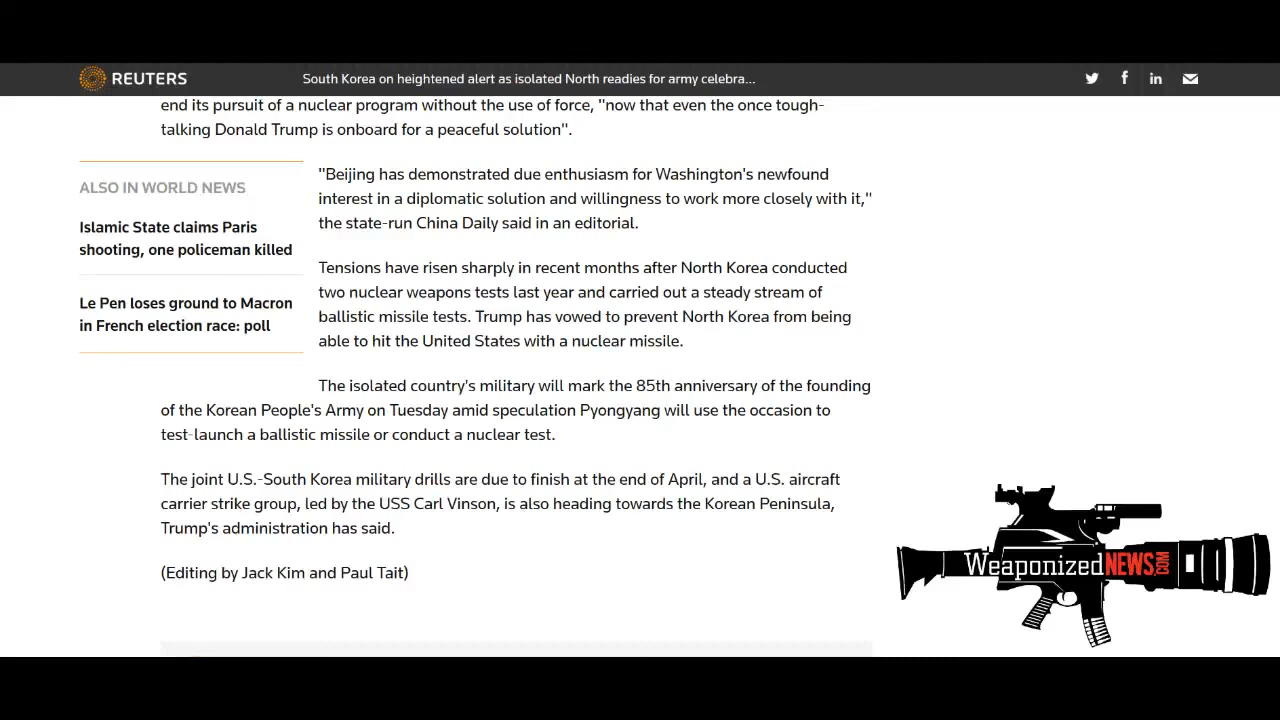 REUTERS
South Korea on heightened alert as isolated North readies for army celebra...
end its pursuit of a nuclear program without the use of force, "now that even the once tough-
talking Donald Trump is onboard for a peaceful solution".
ALSO IN WORLD NEWS
Islamic State claims Paris
shooting, one policeman killed
Le Pen loses ground to Macron
in French election race: poll
"Beijing has demonstrated due enthusiasm for Washington's newfound
interest in a diplomatic solution and willingness to work more closely with it,"
the state-run China Daily said in an editorial.
Tensions have risen sharply in recent months after North Korea conducted
two nuclear weapons tests last year and carried out a steady stream of
ballistic missile tests. Trump has vowed to prevent North Korea from being
able to hit the United States with a nuclear missile.
The isolated country's military will mark the 85th anniversary of the founding
of the Korean People's Army on Tuesday amid speculation Pyongyang will use the occasion to
test-launch a ballistic missile or conduct a nuclear test.
The joint U.S.-South Korea military drills are due to finish at the end of April, and a U.S. aircraft
carrier strike group, led by the USS Carl Vinson, is also heading towards the Korean Peninsula,
Trump's administration has said.
(Editing by Jack Kim and Paul Tait)
WeaponizedNEWS.COM